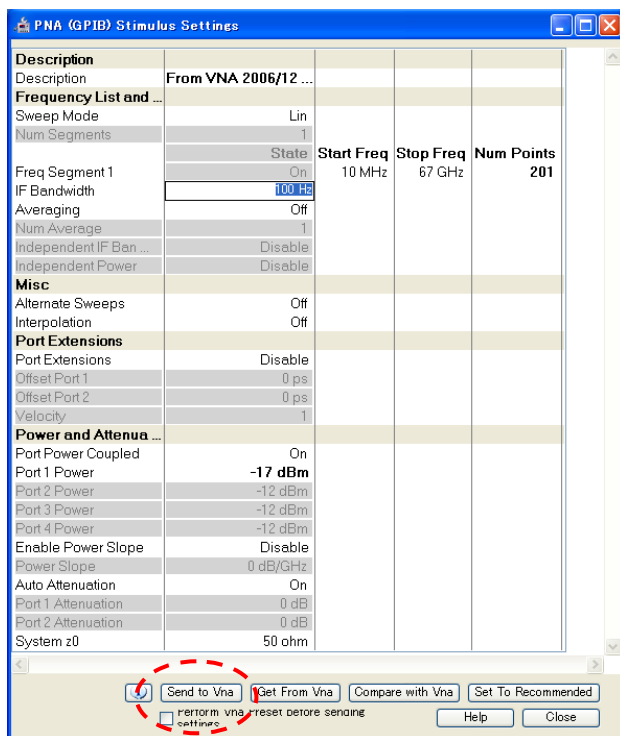 PNA (GPIB) Stimulus Settings
Description
Description From VNA 2006/12 ...
Frequency List and ...
Sweep Mode Lin
Num Segments 1
State Start Freq Stop Freq Num Points
Freq Segment 1 On 10 MHz 67 GHz 201
IF Bandwidth 100 Hz
Averaging Off
Num Average 1
Independent IF Ban ... Disable
Independent Power Disable
Misc
Alternate Sweeps Off
Interpolation Off
Port Extensions
Port Extensions Disable
Offset Port 1 0 ps
Offset Port 2 0 ps
Velocity 1
Power and Attenua ...
Port Power Coupled On
Port 1 Power -17 dBm
Port 2 Power -12 dBm
Port 3 Power -12 dBm
Port 4 Power -12 dBm
Enable Power Slope Disable
Power Slope 0 dB/GHz
Auto Attenuation On
Port 1 Attenuation 0 dB
Port 2 Attenuation 0 dB
System z0 50 ohm
Send to Vna Get From Vna Compare with Vna Set To Recommended
Perform Vna Preset before sending
settings
Help Close